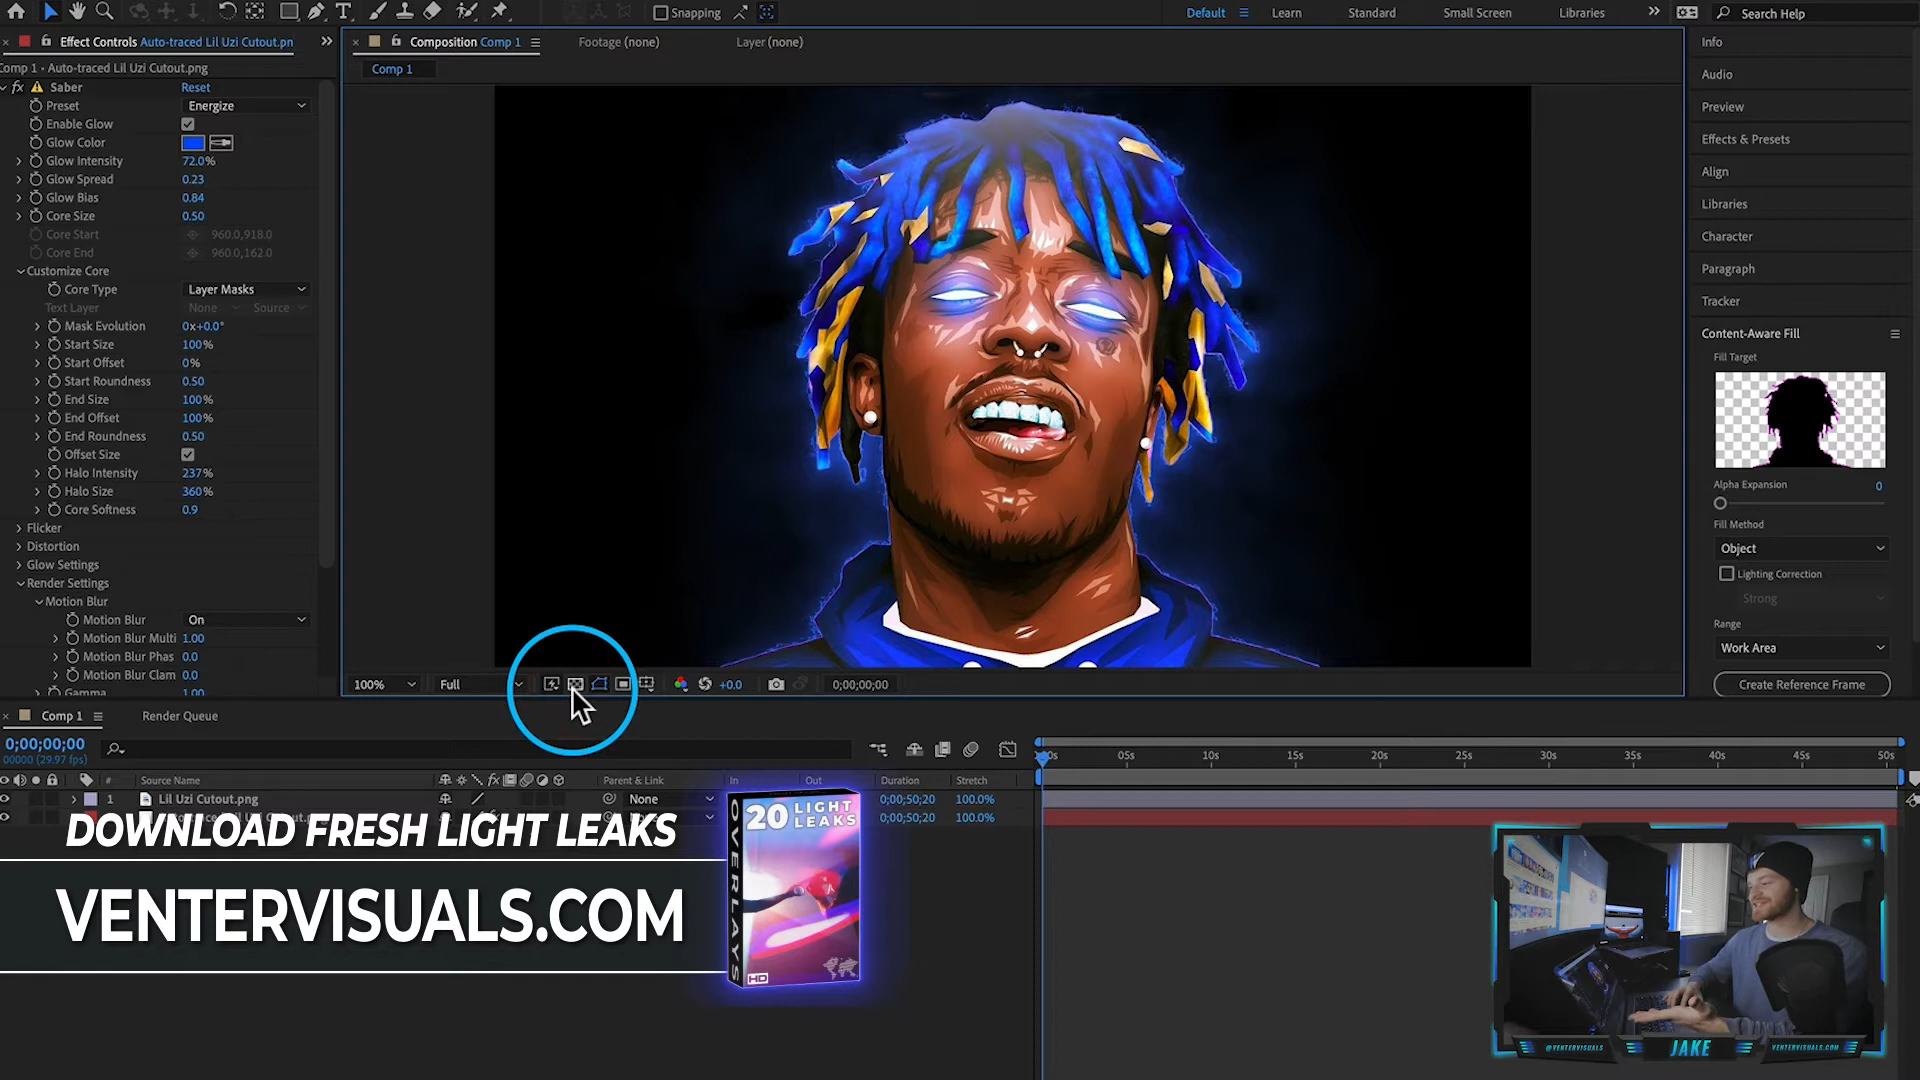 Snapping
Default
Learn
Standard
Small Screen
Libraries
Search Help
Effect Controls Auto-traced Lil Uzi Cutout.pn
Composition Comp 1
Footage (none)
Layer (none)
Comp 1 • Auto-traced Lil Uzi Cutout.png
Comp 1
fx Saber Reset
Preset Energize
Enable Glow
Glow Color
Glow Intensity 72.0%
Glow Spread 0.23
Glow Bias 0.84
Core Size 0.50
Core Start 960.0,918.0
Core End 960.0,162.0
Customize Core
Core Type Layer Masks
Text Layer None Source
Mask Evolution 0x+0.0°
Start Size 100%
Start Offset 0%
Start Roundness 0.50
End Size 100%
End Offset 100%
End Roundness 0.50
Offset Size
Halo Intensity 237%
Halo Size 360%
Core Softness 0.9
Flicker
Distortion
Glow Settings
Render Settings
Motion Blur
Motion Blur On
Motion Blur Multi 1.00
Motion Blur Phas 0.0
Motion Blur Clam 0.0
Gamma 1.00
100% Full +0.0 0;00;00;00
Info
Audio
Preview
Effects & Presets
Align
Libraries
Character
Paragraph
Tracker
Content-Aware Fill
Fill Target
Alpha Expansion 0
Fill Method
Object
Lighting Correction
Strong
Range
Work Area
Create Reference Frame
Comp 1
Render Queue
0;00;00;00
00000 (29.97 fps)
05s 10s 15s 20s 25s 30s 35s 40s 45s 50s
# Source Name fx Parent & Link In Out Duration Stretch
1 Lil Uzi Cutout.png None 0;00;50;20 100.0%
0;00;50;20 100.0%
DOWNLOAD FRESH LIGHT LEAKS
VENTERVISUALS.COM
20 LIGHT LEAKS
OVERLAYS
HD
@VENTERVISUALS
JAKE
VENTERVISUALS.COM